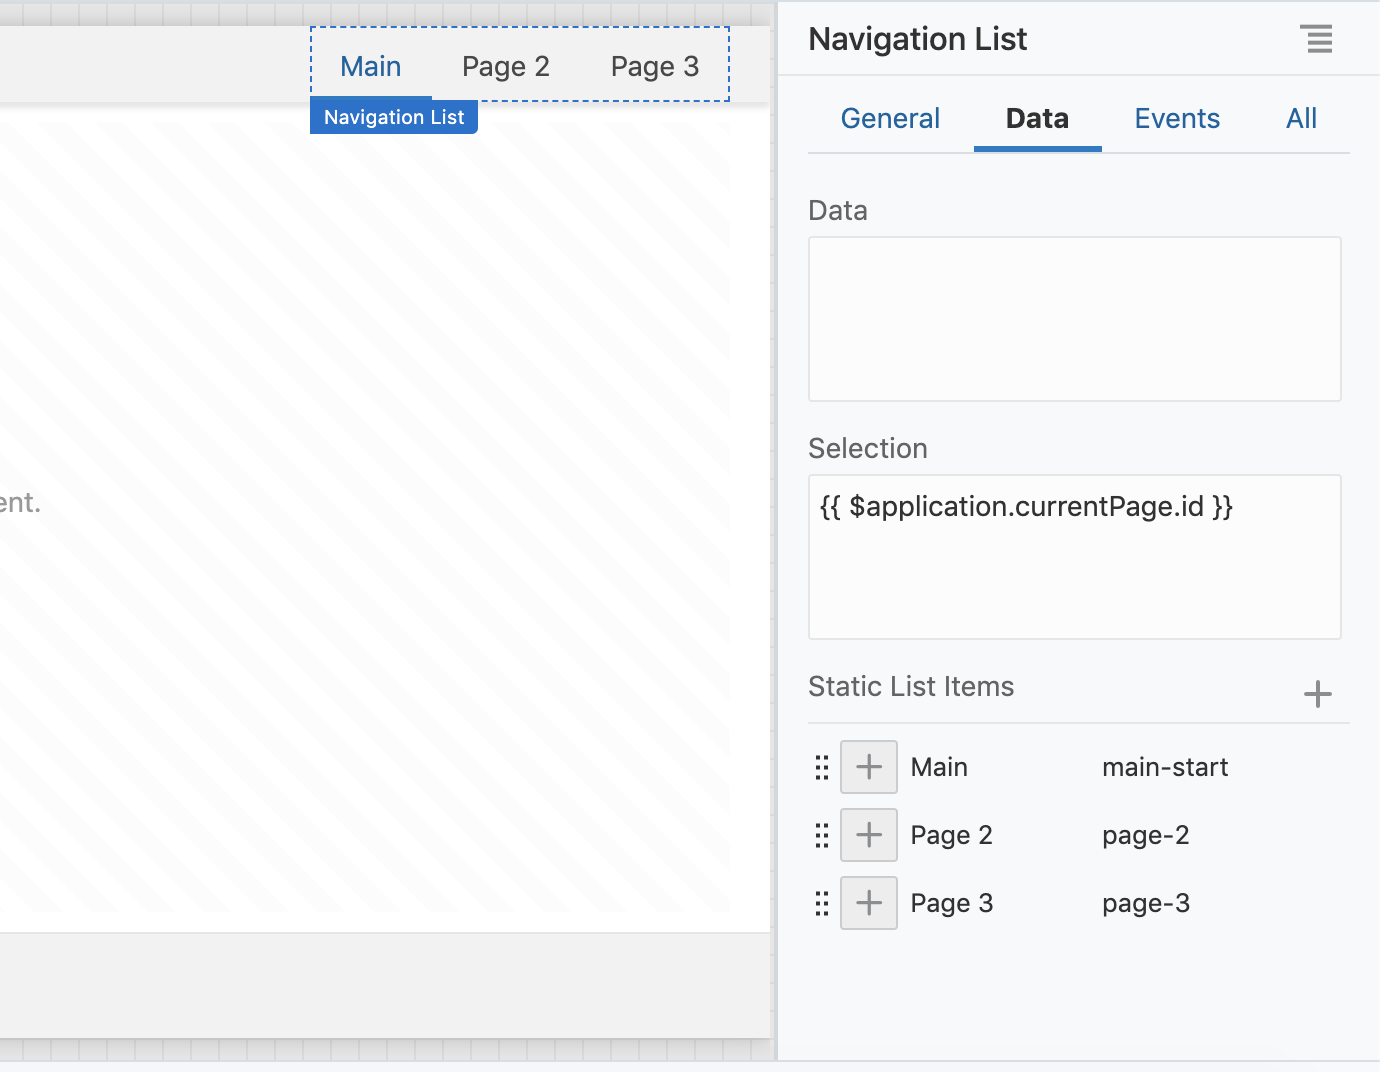 Main Page 2 Page 3
Navigation List
ent.
Navigation List
General Data Events All
Data
Selection
{{ $application.currentPage.id }}
Static List Items
Main main-start
Page 2 page-2
Page 3 page-3